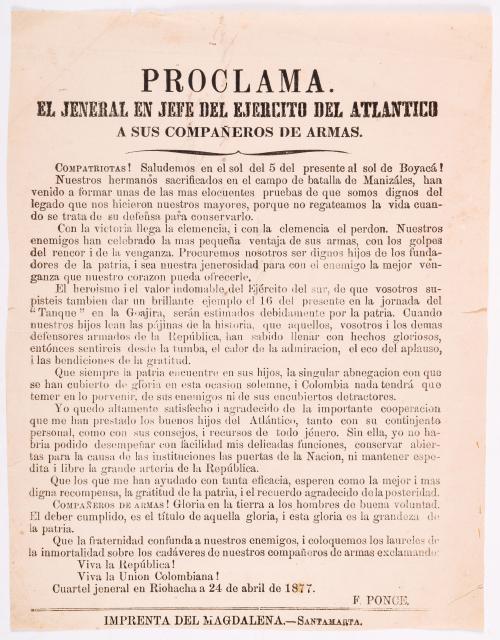 PROCLAMA.
EL JENERAL EN JEFE DEL EJERCITO DEL ATLANTICO
A SUS COMPAÑEROS DE ARMAS.
COMPATRIOTAS! Saludemos en el sol del 5 del presente al sol de Boyacá!
Nuestros hermanos sacrificados en el campo de batalla de Manizáles, han
venido a formar unas de las mas elocuentes pruebas de que somos dignos del
legado que nos hicieron nuestros mayores, porque no regateamos la vida cuan-
do se trata de su defensa para conservarlo.
Con la victoria llega la clemencia, i con la clemencia el perdon. Nuestros
enemigos han celebrado la mas pequeña ventaja de sus armas, con los golpes
del rencor i de la venganza. Procuremos nosotros ser dignos hijos de los funda-
dores de la patria, i sea nuestra jenerosidad para con el enemigo la mejor ven-
ganza que nuestro corazon pueda ofrecerle,
El heroismo i el valor indomable del Ejército del sur, de que vosotros su-
pisteis tambien dar un brillante ejemplo el 16 del presente en la jornada del
"Tanque" en la Goajira, serán estimados debidamente por la patria. Cuando
nuestros hijos lean las pájinas de la historia, que aquellos, vosotros i los demas
defensores armados de la República, han sabido llenar con hechos gloriosos,
entónces sentireis desde la tumba, el calor de la admiracion, el eco del aplauso,
i las bendiciones de la gratitud.
Que siempre la patria encuentre en sus hijos, la singular abnegacion con que
se han cubierto de gloria en esta ocasion solemne, i Colombia nada tendrá que
temer en lo porvenir, de sus enemigos ni de sus encubiertos detractores.
Yo quedo altamente satisfecho i agradecido de la importante cooperacion
que me han prestado los buenos hijos del Atlántico, tanto con su continjente
personal, como con sus consejos, i recursos de todo jénero. Sin ella, yo no ha-
bria podido desempeñar con facilidad mis delicadas funciones, conservar abier-
tas para la causa de las instituciones las puertas de la Nacion, ni mantener espe-
dita i libre la grande arteria de la República.
Que los que me han ayudado con tanta eficacia, esperen como la mejor i mas
digna recompensa, la gratitud de la patria, i el recuerdo agradecido de la posteridad.
COMPAÑEROS DE ARMAS! Gloria en la tierra a los hombres de buena voluntad.
El deber cumplido, es el título de aquella gloria, i esta gloria es la grandeza de
la patria.
Que la fraternidad confunda a nuestros enemigos, i coloquemos los laureles de
la inmortalidad sobre los cadáveres de nuestros compañeros de armas exclamando:
Viva la República!
Viva la Union Colombiana!
Cuartel jeneral en Riohacha a 24 de abril de 1877.
F. PONCE.
IMPRENTA DEL MAGDALENA.—SANTAMARTA.